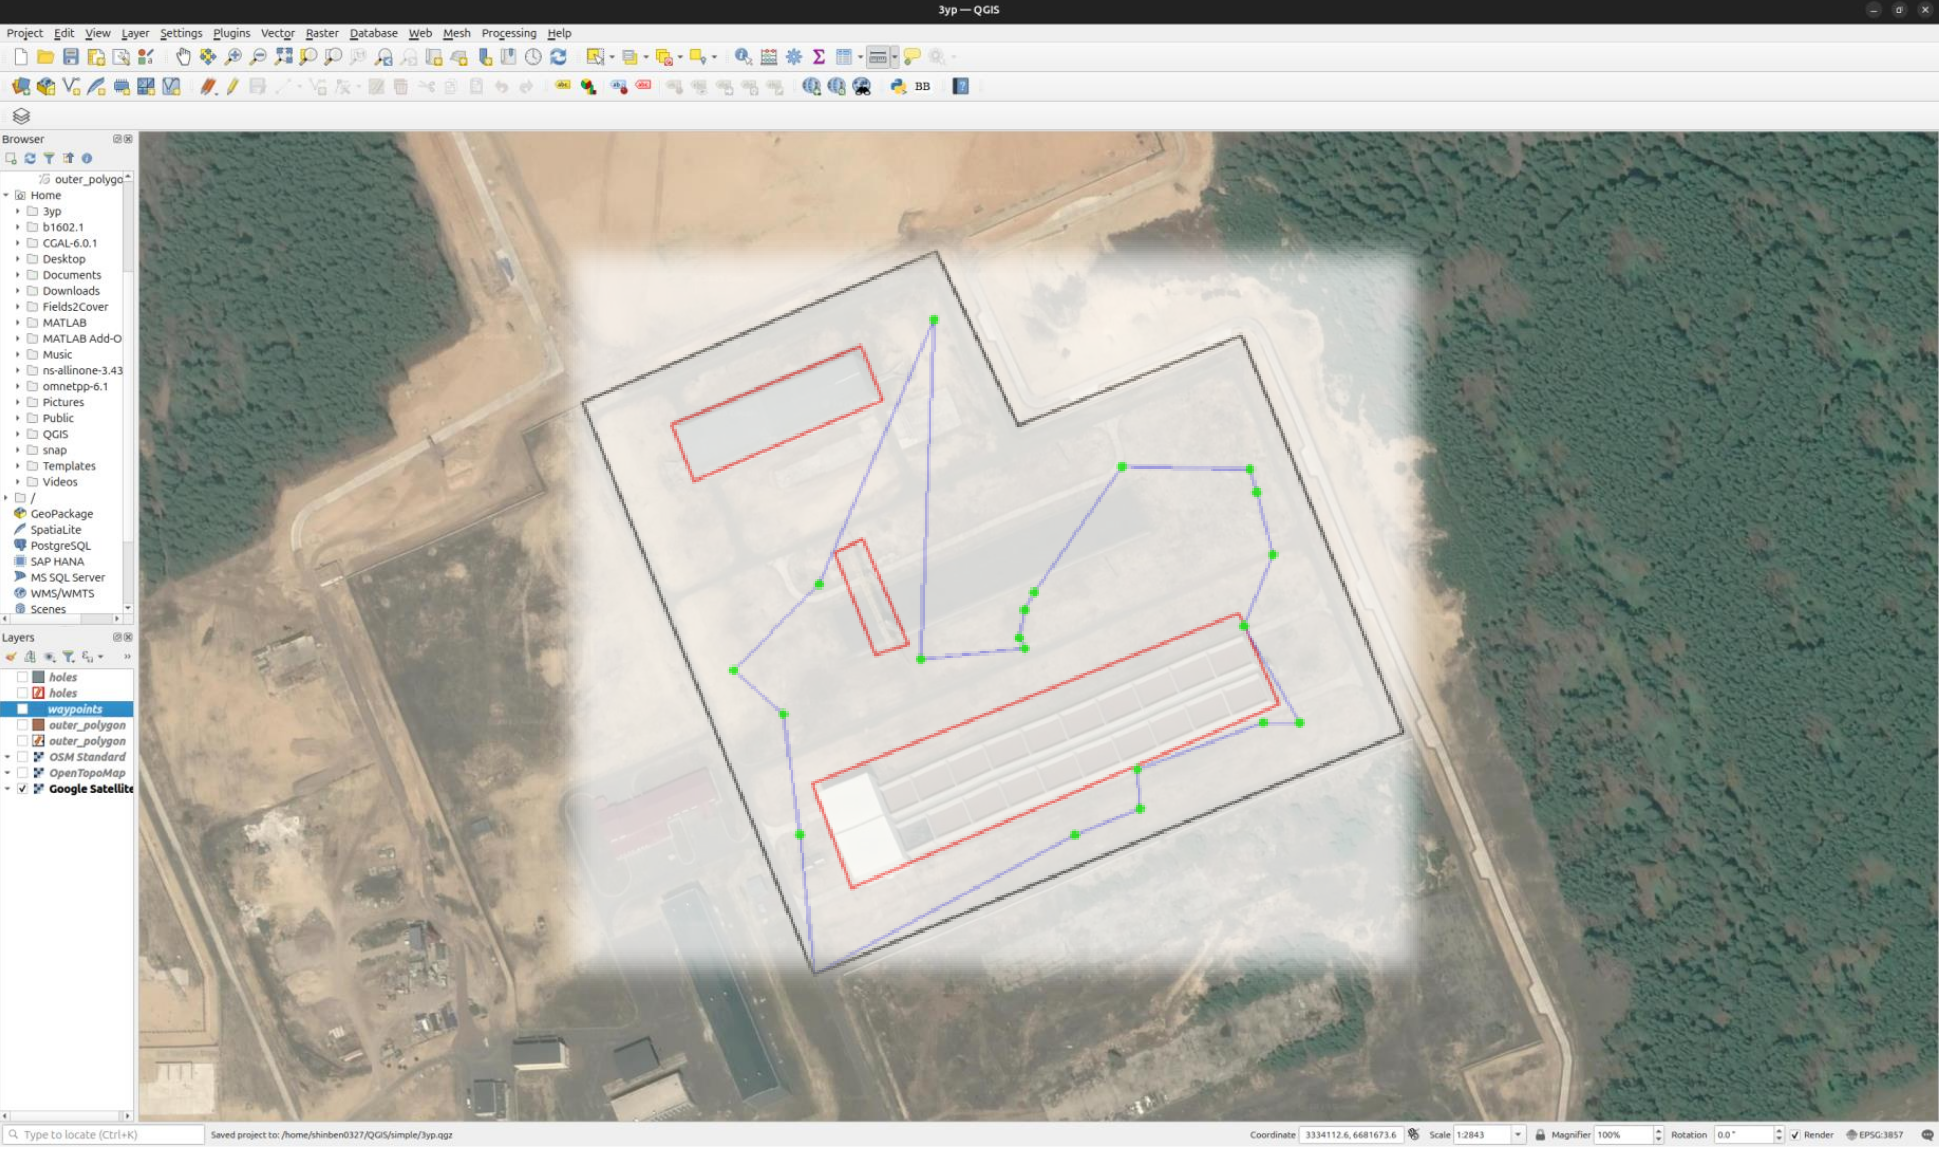 3yp — QGIS
Project Edit View Layer Settings Plugins Vector Raster Database Web Mesh Processing Help
BB
Browser
outer_polygo
Home
3yp
b1602.1
CGAL-6.0.1
Desktop
Documents
Downloads
Fields2Cover
MATLAB
MATLAB Add-O
Music
ns-allinone-3.43
omnetpp-6.1
Pictures
Public
QGIS
snap
Templates
Videos
/
GeoPackage
SpatiaLite
PostgreSQL
SAP HANA
MS SQL Server
WMS/WMTS
Scenes
Layers
holes
holes
waypoints
outer_polygon
outer_polygon
OSM Standard
OpenTopoMap
Google Satellite
Type to locate (Ctrl+K) Saved project to: /home/shinben0327/QGIS/simple/3yp.qgz Coordinate 3334112.6, 6681673.6 Scale 1:2843 Magnifier 100% Rotation 0.0 ° Render EPSG:3857